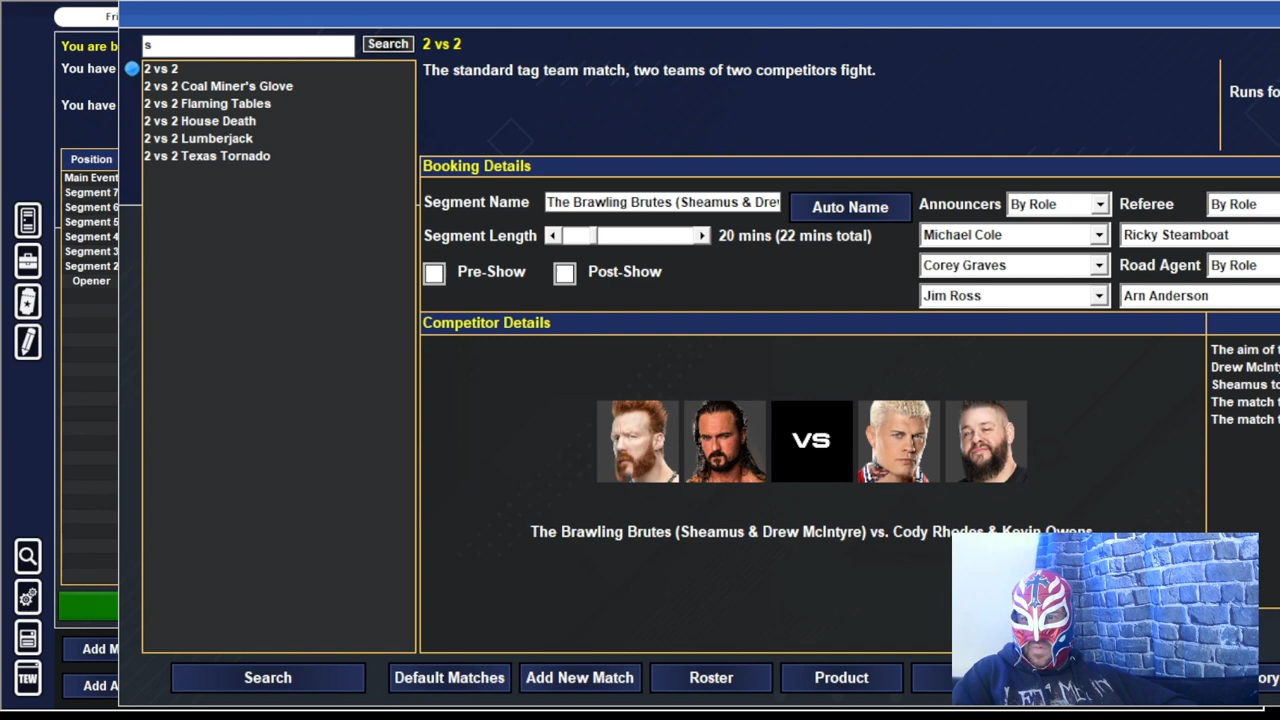 Fri
You are b
You have
You have
Position
Main Event
Segment 7
Segment 6
Segment 5
Segment 4
Segment 3
Segment 2
Opener
Add M
Add A
TEW
s
Search
2 vs 2
2 vs 2 Coal Miner's Glove
2 vs 2 Flaming Tables
2 vs 2 House Death
2 vs 2 Lumberjack
2 vs 2 Texas Tornado
2 vs 2
The standard tag team match, two teams of two competitors fight.
Runs fo
Booking Details
Segment Name The Brawling Brutes (Sheamus & Drew Auto Name Announcers By Role Referee By Role
Segment Length 20 mins (22 mins total) Michael Cole Ricky Steamboat
Pre-Show Post-Show Corey Graves Road Agent By Role
Jim Ross Arn Anderson
Competitor Details
The aim of t
Drew McInty
Sheamus to
The match t
The match t
VS
The Brawling Brutes (Sheamus & Drew McIntyre) vs. Cody Rhodes & Kevin Owens
Search Default Matches Add New Match Roster Product ory